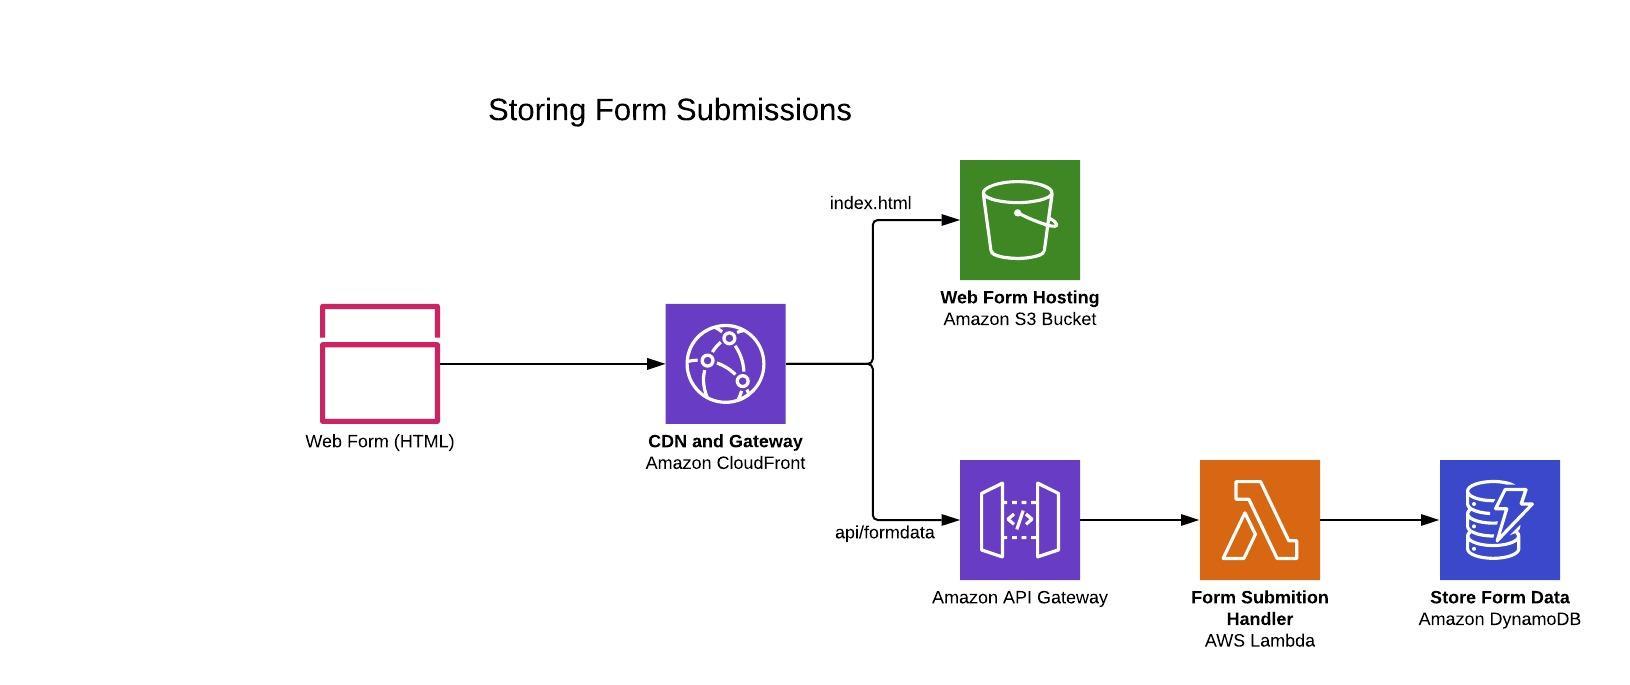 Storing Form Submissions
index.html
Web Form Hosting
Amazon S3 Bucket
Web Form (HTML)
CDN and Gateway
Amazon CloudFront
api/formdata
</>
Amazon API Gateway
Form Submition
Handler
AWS Lambda
Store Form Data
Amazon DynamoDB